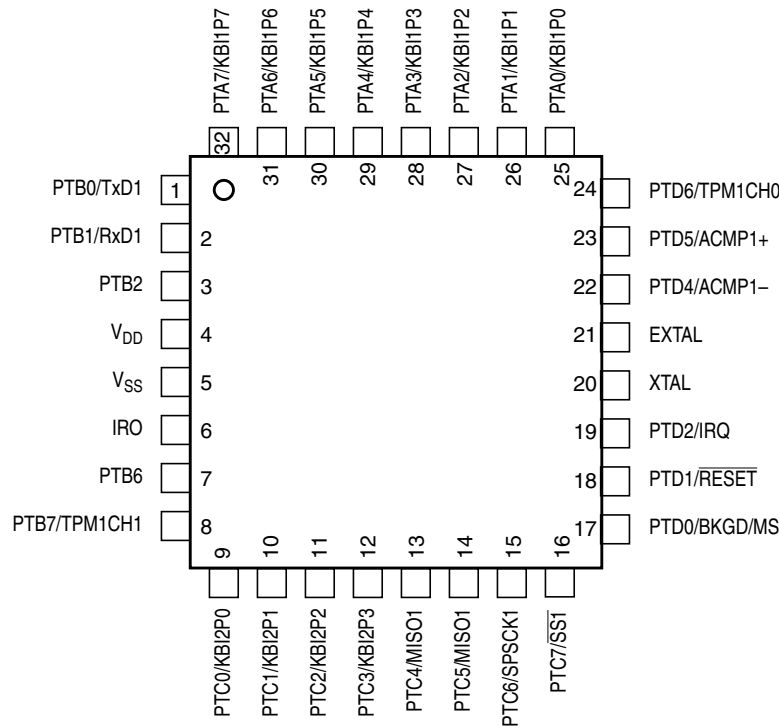 PTA7/KBI1P7
PTA6/KBI1P6
PTA5/KBI1P5
PTA4/KBI1P4
PTA3/KBI1P3
PTA2/KBI1P2
PTA1/KBI1P1
PTA0/KBI1P0
32
31
30
29
28
27
26
25
PTB0/TxD1
1
PTB1/RxD1
2
PTB2
3
VDD
4
VSS
5
IRO
6
PTB6
7
PTB7/TPM1CH1
8
24
PTD6/TPM1CH0
23
PTD5/ACMP1+
22
PTD4/ACMP1–
21
EXTAL
20
XTAL
19
PTD2/IRQ
18
PTD1/RESET
17
PTD0/BKGD/MS
9
10
11
12
13
14
15
16
PTC0/KBI2P0
PTC1/KBI2P1
PTC2/KBI2P2
PTC3/KBI2P3
PTC4/MISO1
PTC5/MISO1
PTC6/SPSCK1
PTC7/SS1